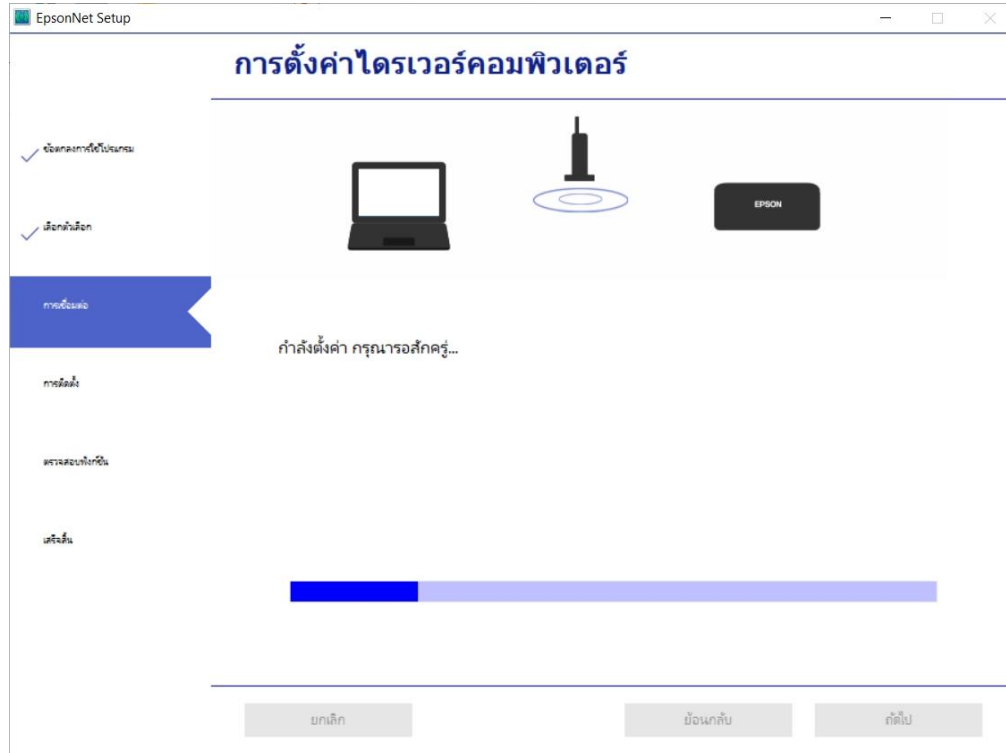 EpsonNet Setup
การตั้งค่าไดรเวอร์คอมพิวเตอร์
ข้อตกลงการใช้โปรแกรม
เลือกตัวเลือก
การเชื่อมต่อ
การติดตั้ง
ตรวจสอบฟังก์ชัน
เสร็จสิ้น
EPSON
กำลังตั้งค่า กรุณารอสักครู่...
ยกเลิก
ย้อนกลับ
ถัดไป